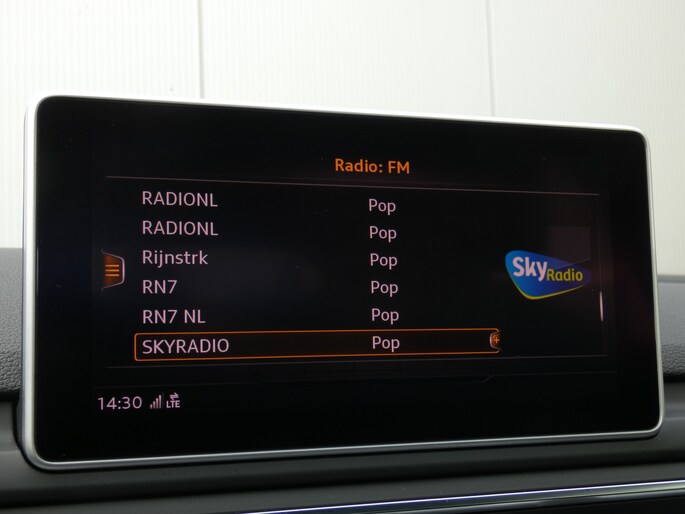 Radio: FM
RADIONL Pop
RADIONL Pop
Rijnstrk Pop
RN7 Pop
RN7 NL Pop
SKYRADIO Pop
Sky Radio
14:30 LTE